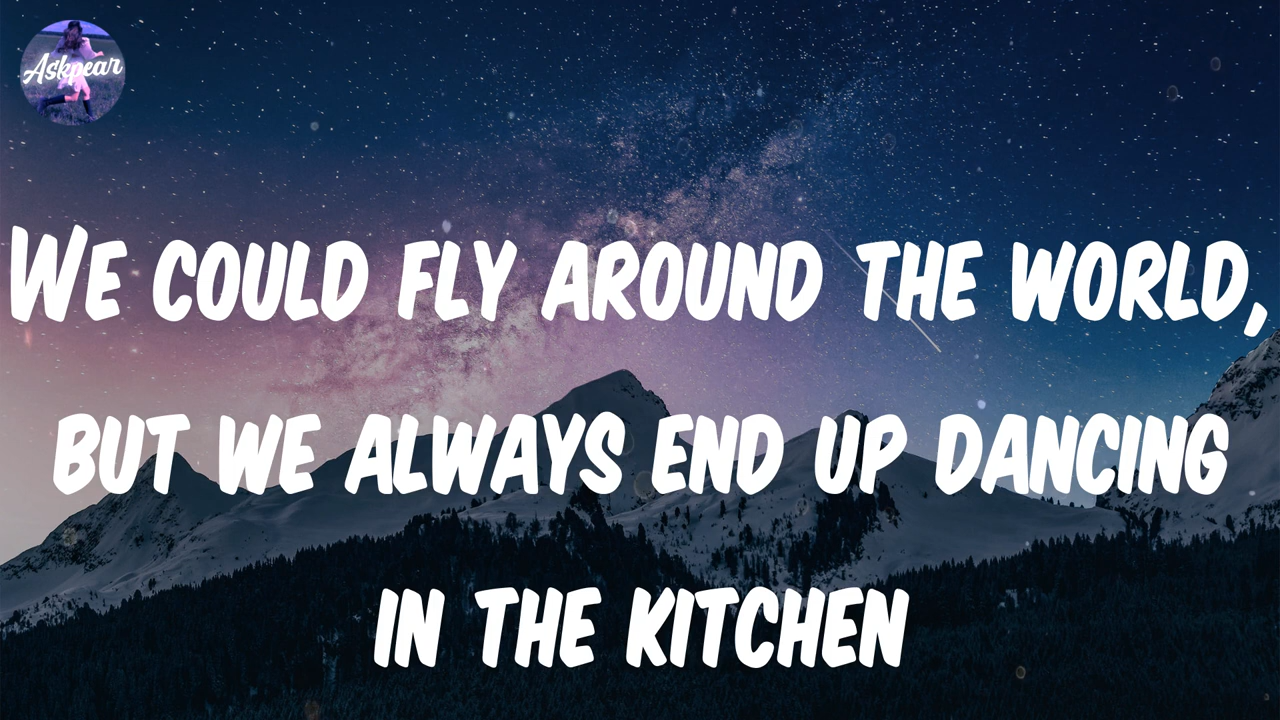 Askpear
WE COULD FLY AROUND THE WORLD,
BUT WE ALWAYS END UP DANCING
IN THE KITCHEN